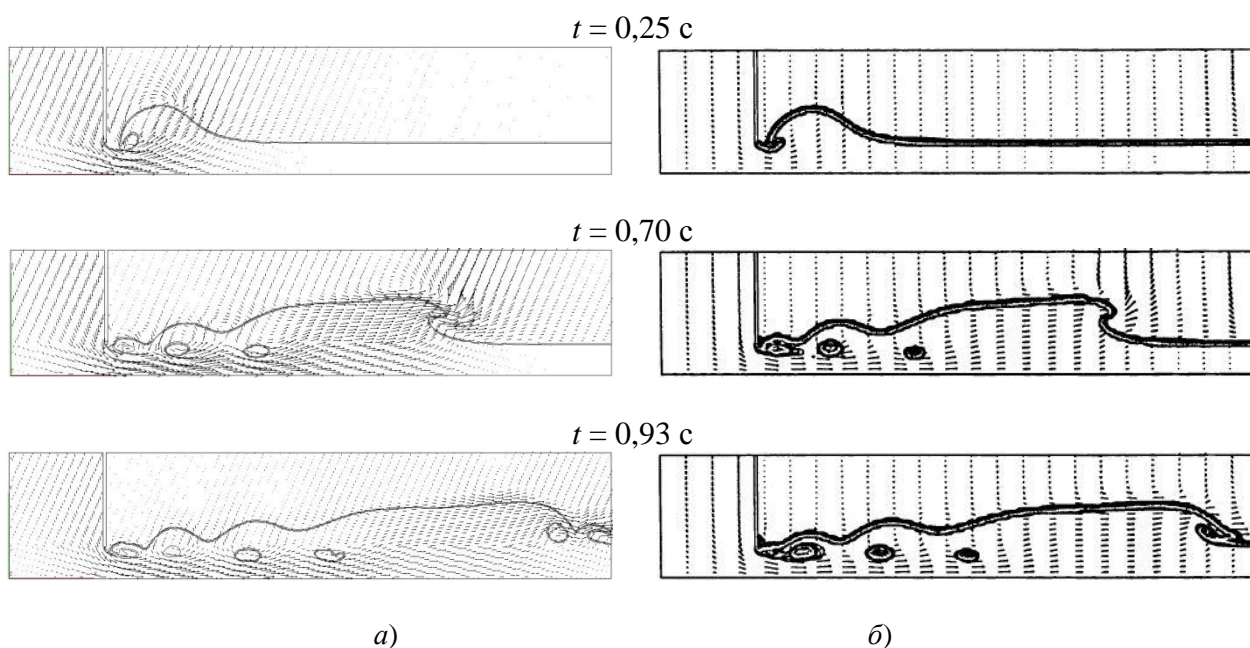 t = 0,25 с
t = 0,70 с
t = 0,93 с
а) б)